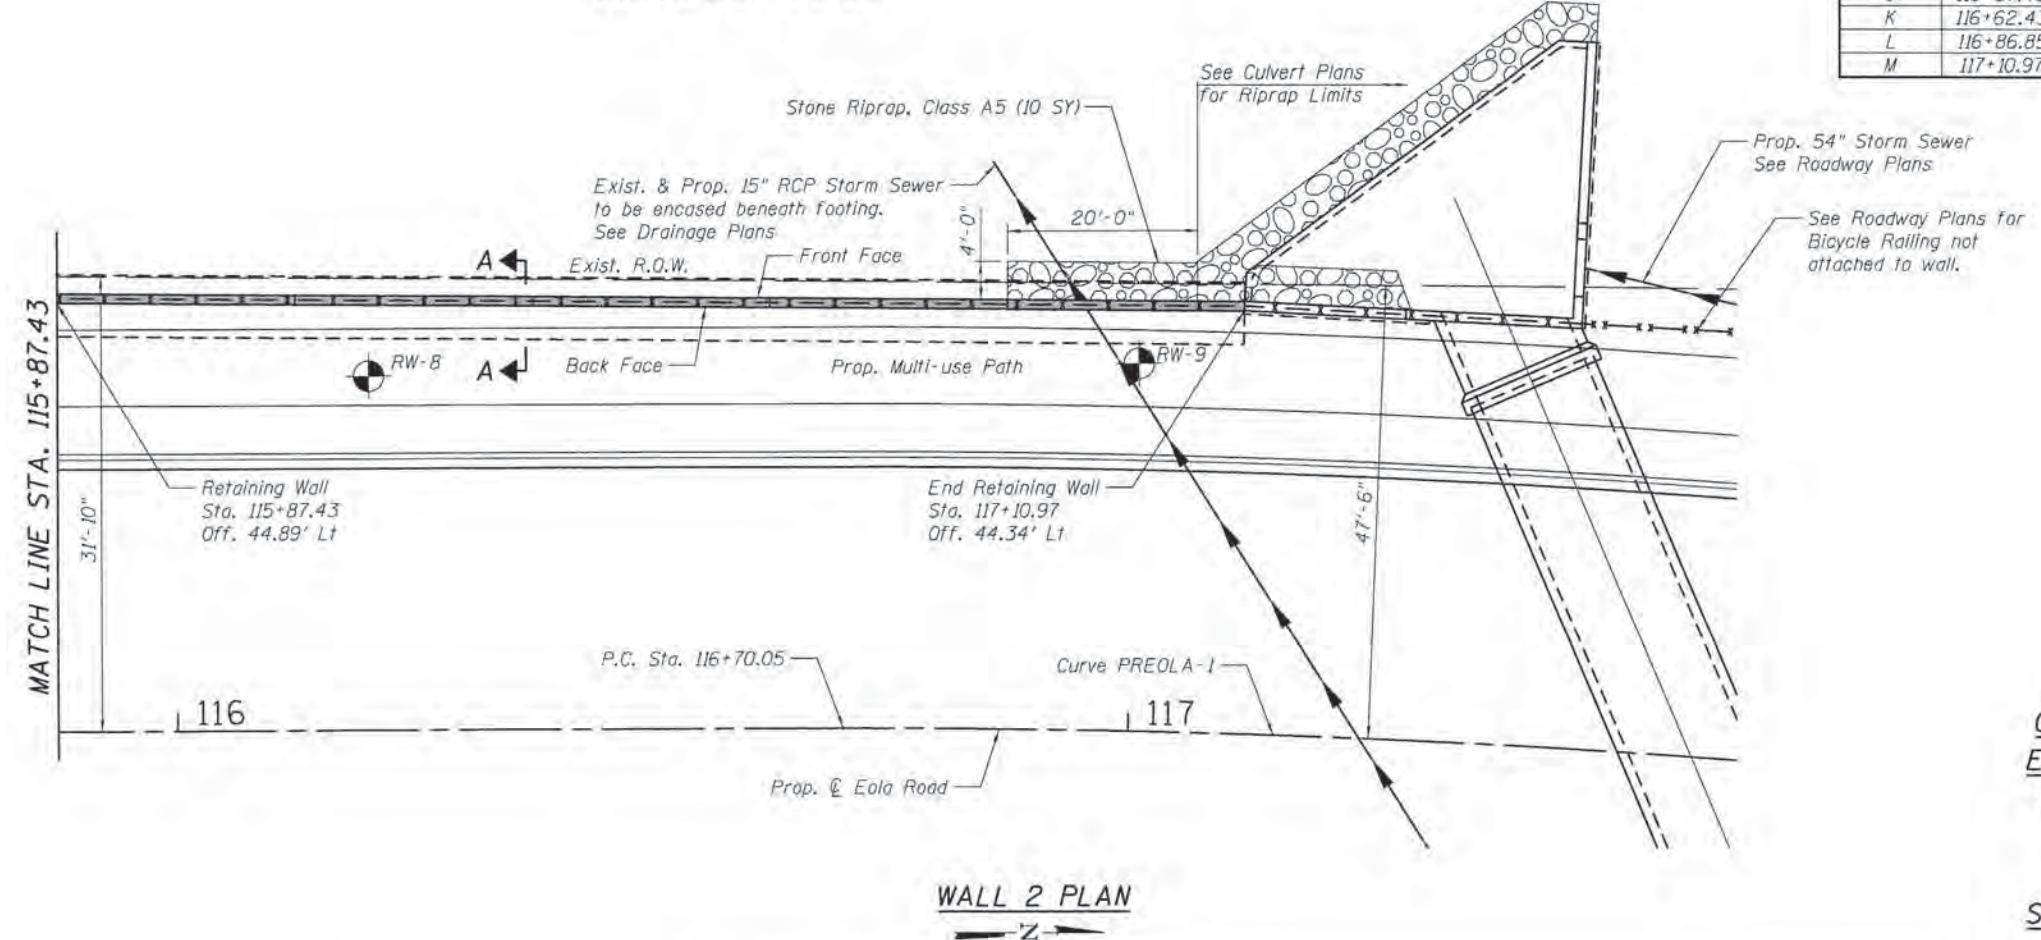 K 116+62.43
L 116+86.85
M 117+10.97
See Culvert Plans
for Riprap Limits
Stone Riprap, Class A5 (10 SY)
Prop. 54" Storm Sewer
See Roadway Plans
Exist. & Prop. 15" RCP Storm Sewer
to be encased beneath footing.
See Drainage Plans
4'-0"
20'-0"
See Roadway Plans for
Bicycle Railing not
attached to wall.
A
Exist. R.O.W.
Front Face
MATCH LINE STA. 115+87.43
RW-8
A
Back Face
Prop. Multi-use Path
RW-9
Retaining Wall
Sta. 115+87.43
Off. 44.89' Lt
End Retaining Wall
Sta. 117+10.97
Off. 44.34' Lt
31'-10"
47'-6"
P.C. Sta. 116+70.05
Curve PREOLA-1
116
117
Prop. ℄ Eola Road
E
WALL 2 PLAN
N
S